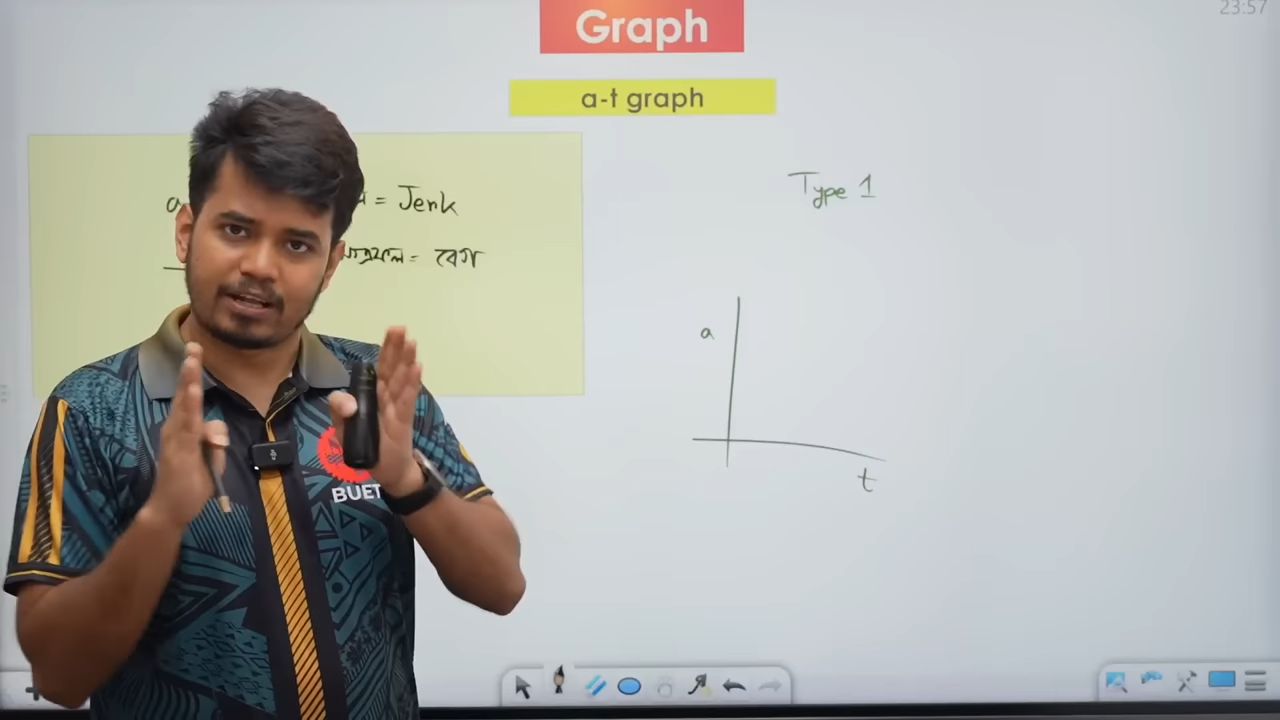 23:57
Graph
a-t graph
Type 1
a
= Jerk
= বেগ
a
t
BUET